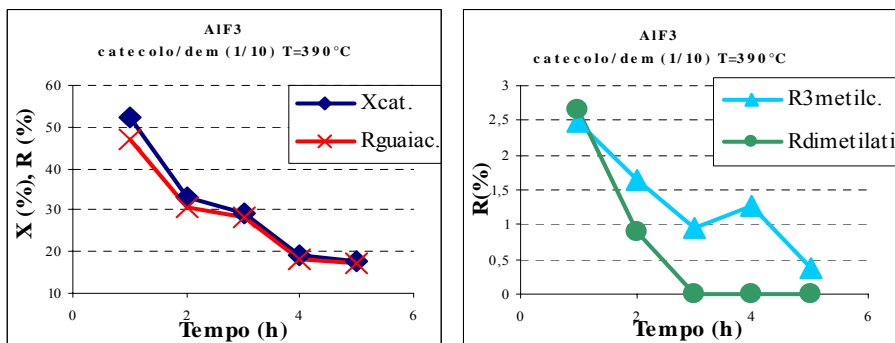 AlF3
catecolo/dem (1/10) T=390°C
X (%), R (%)
60
50
40
30
20
10
Xcat.
Rguaiac.
0
2
4
6
Tempo (h)
AlF3
catecolo/dem (1/10) T=390°C
R(%)
3
2,5
2
1,5
1
0,5
0
R3metilc.
Rdimetilati
0
2
4
6
Tempo (h)